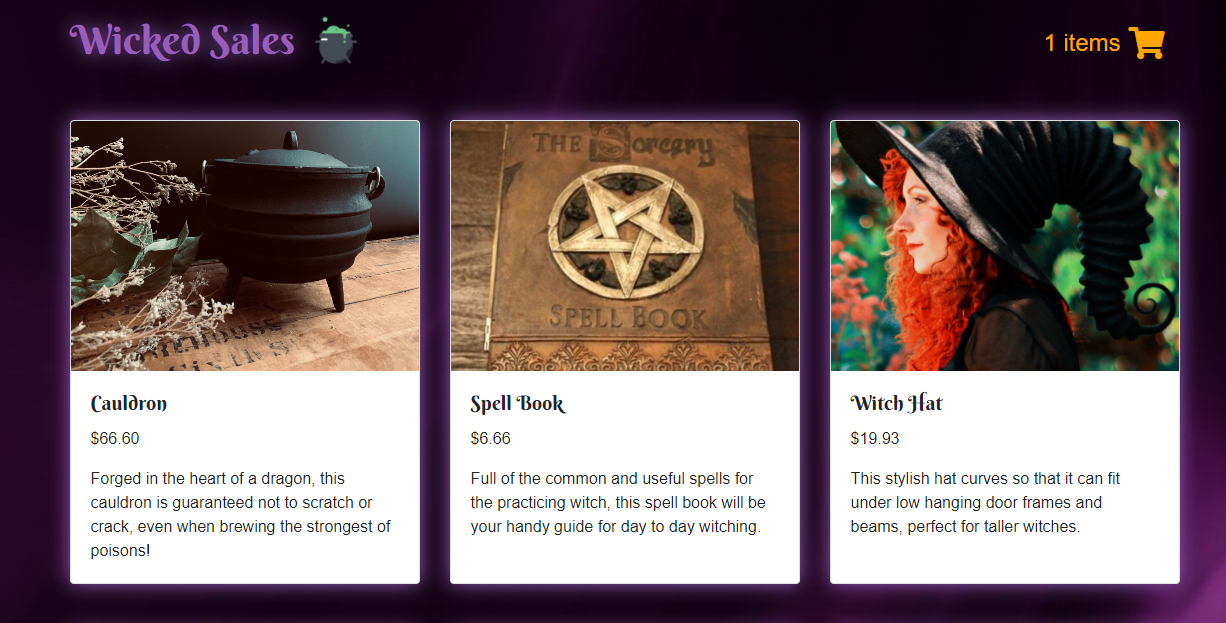 Wicked Sales
1 items
THE Sorcery
SPELL BOOK
Cauldron
$66.60
Forged in the heart of a dragon, this
cauldron is guaranteed not to scratch or
crack, even when brewing the strongest of
poisons!
Spell Book
$6.66
Full of the common and useful spells for
the practicing witch, this spell book will be
your handy guide for day to day witching.
Witch Hat
$19.93
This stylish hat curves so that it can fit
under low hanging door frames and
beams, perfect for taller witches.